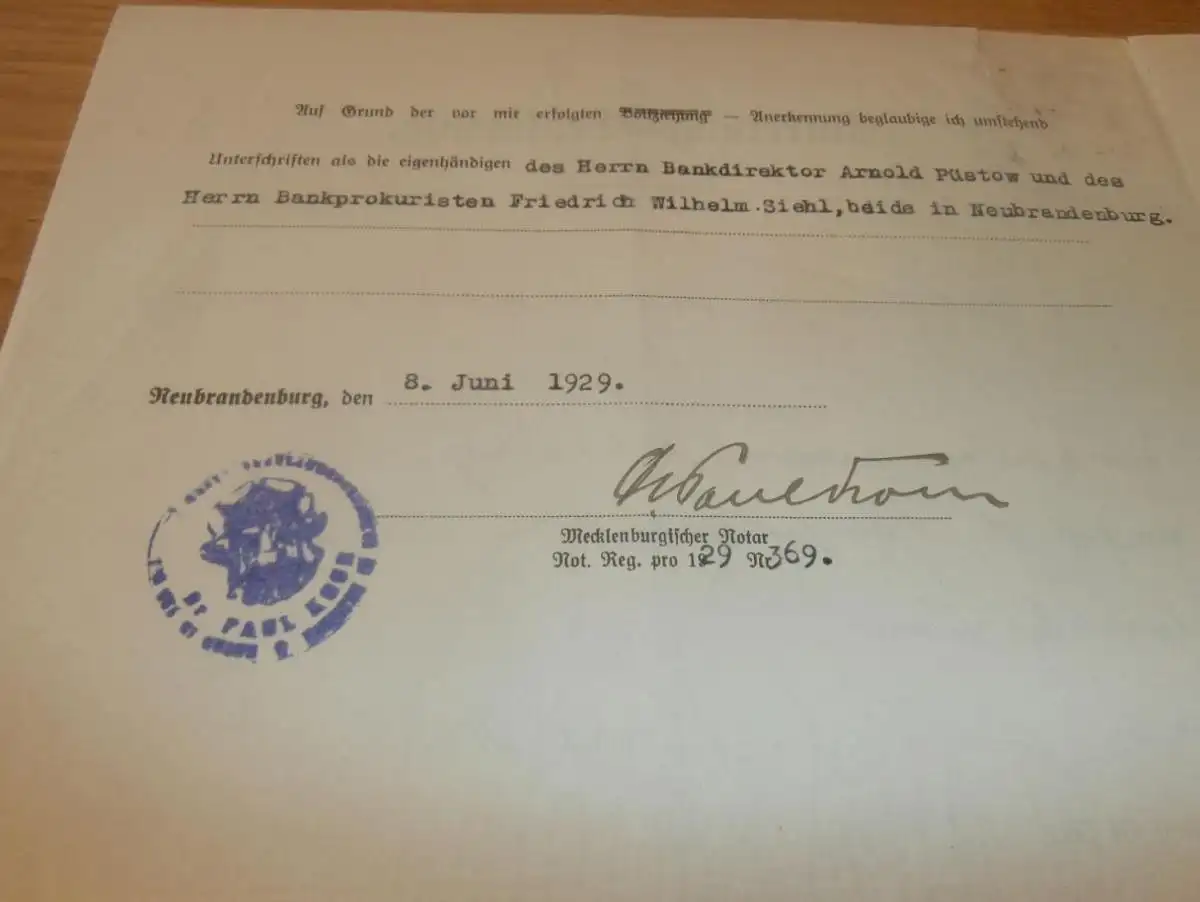 Auf Grund der vor mir erfolgten Vollziehung — Anerkennung beglaubige ich umstehend
Unterschriften als die eigenhändigen des Herrn Bankdirektor Arnold Püstow und des
Herrn Bankprokuristen Friedrich Wilhelm Siehl, beide in Neubrandenburg.
Neubrandenburg, den 8. Juni 1929.
Mecklenburgischer Notar
Not. Reg. pro 1929 Nr 369.
Dr PAUL